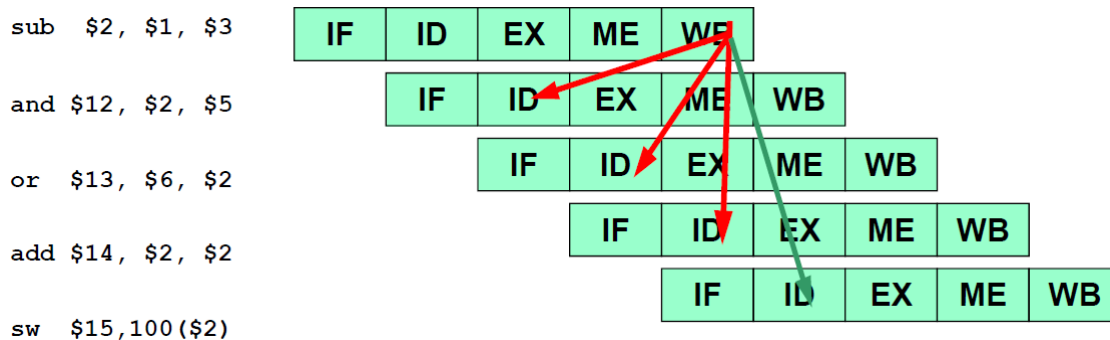 sub $2, $1, $3 IF ID EX ME WB
and $12, $2, $5 IF ID EX ME WB
or $13, $6, $2 IF ID EX ME WB
add $14, $2, $2 IF ID EX ME WB
sw $15,100($2) IF ID EX ME WB